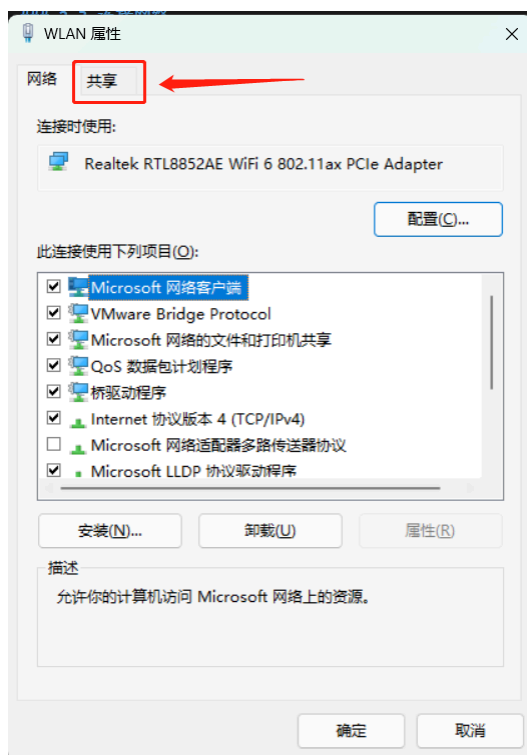 WLAN 属性
网络 共享
连接时使用:
Realtek RTL8852AE WiFi 6 802.11ax PCIe Adapter
配置(C)...
此连接使用下列项目(O):
Microsoft 网络客户端
VMware Bridge Protocol
Microsoft 网络的文件和打印机共享
QoS 数据包计划程序
桥驱动程序
Internet 协议版本 4 (TCP/IPv4)
Microsoft 网络适配器多路传送器协议
Microsoft LLDP 协议驱动程序
安装(N)... 卸载(U) 属性(R)
描述
允许你的计算机访问 Microsoft 网络上的资源。
确定 取消